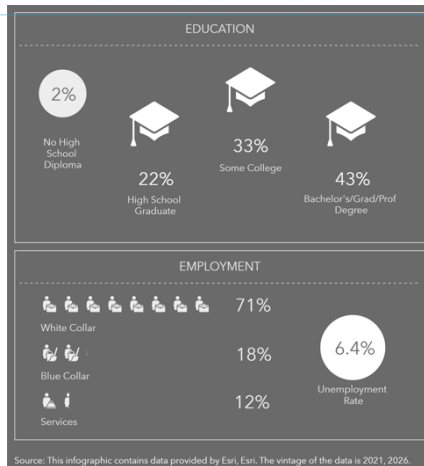 EDUCATION
2%
No High
School
Diploma
22%
High School
Graduate
33%
Some College
43%
Bachelor's/Grad/Prof
Degree
EMPLOYMENT
71%
White Collar
18%
Blue Collar
12%
Services
6.4%
Unemployment
Rate
Source: This infographic contains data provided by Esri, Esri. The vintage of the data is 2021, 2026.